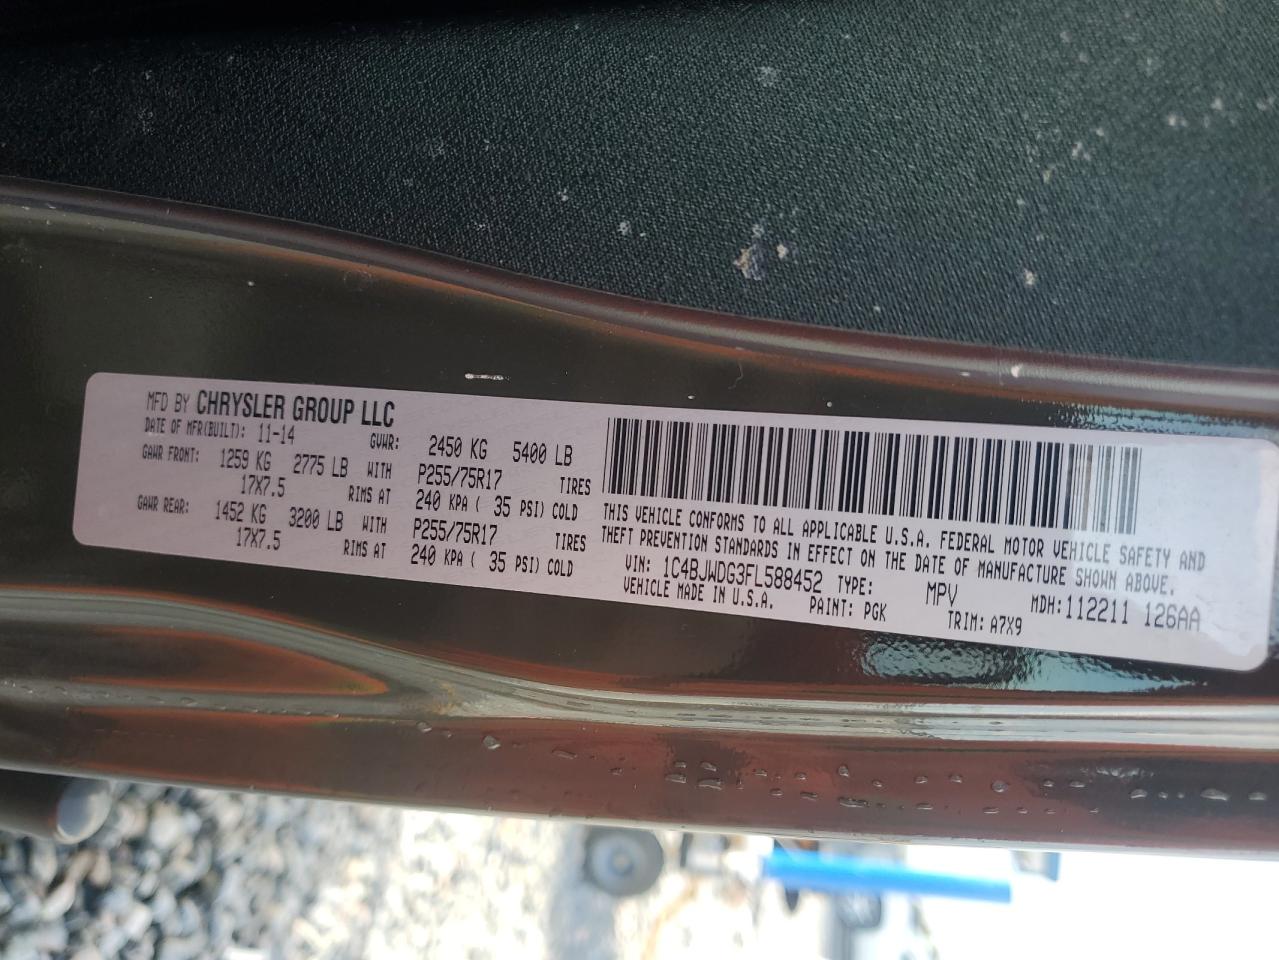 MFD BY CHRYSLER GROUP LLC
DATE OF MFR(BUILT): 11-14 GVWR: 2450 KG 5400 LB
GAWR FRONT: 1259 KG 2775 LB WITH P255/75R17 TIRES
17X7.5 RIMS AT 240 KPA ( 35 PSI) COLD
GAWR REAR: 1452 KG 3200 LB WITH P255/75R17 TIRES
17X7.5 RIMS AT 240 KPA ( 35 PSI) COLD
THIS VEHICLE CONFORMS TO ALL APPLICABLE U.S.A. FEDERAL MOTOR VEHICLE SAFETY AND
THEFT PREVENTION STANDARDS IN EFFECT ON THE DATE OF MANUFACTURE SHOWN ABOVE.
VIN: 1C4BJWDG3FL588452 TYPE: MPV MDH:112211 126AA
VEHICLE MADE IN U.S.A. PAINT: PGK TRIM: A7X9